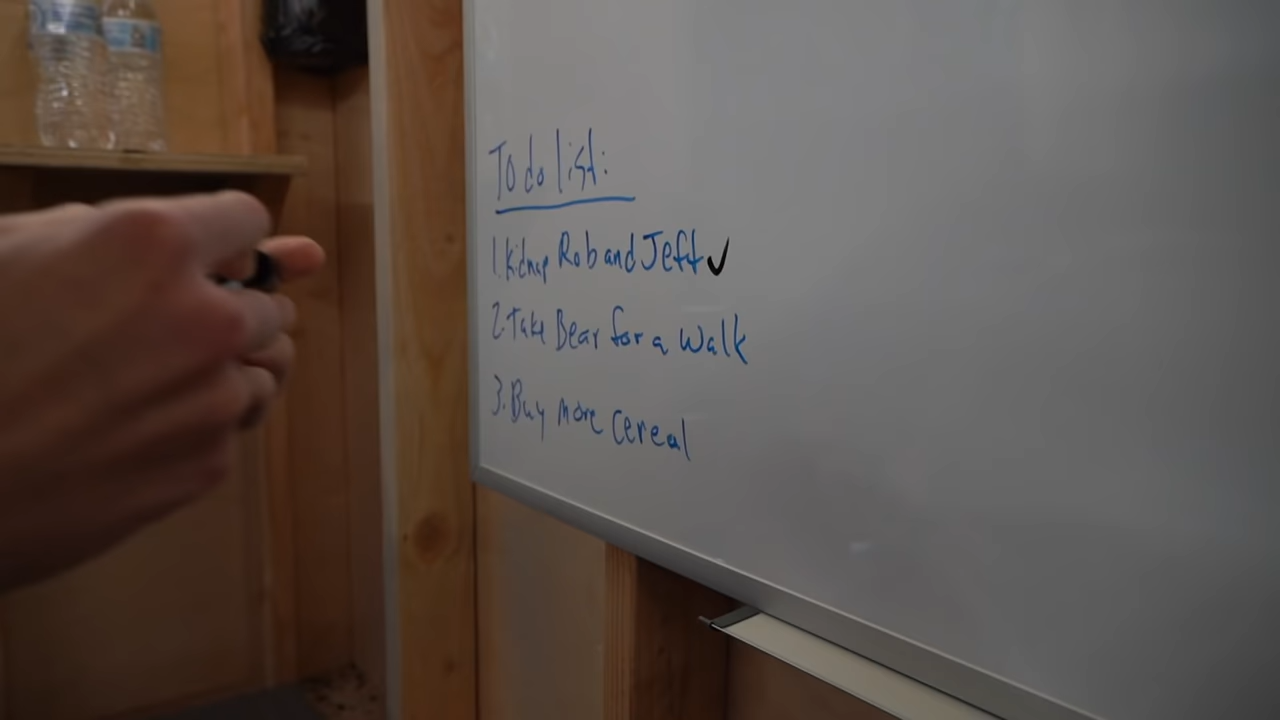 To do list:
1. Kidnap Rob and Jeff ✓
2. Take Bear for a walk
3. Buy more cereal